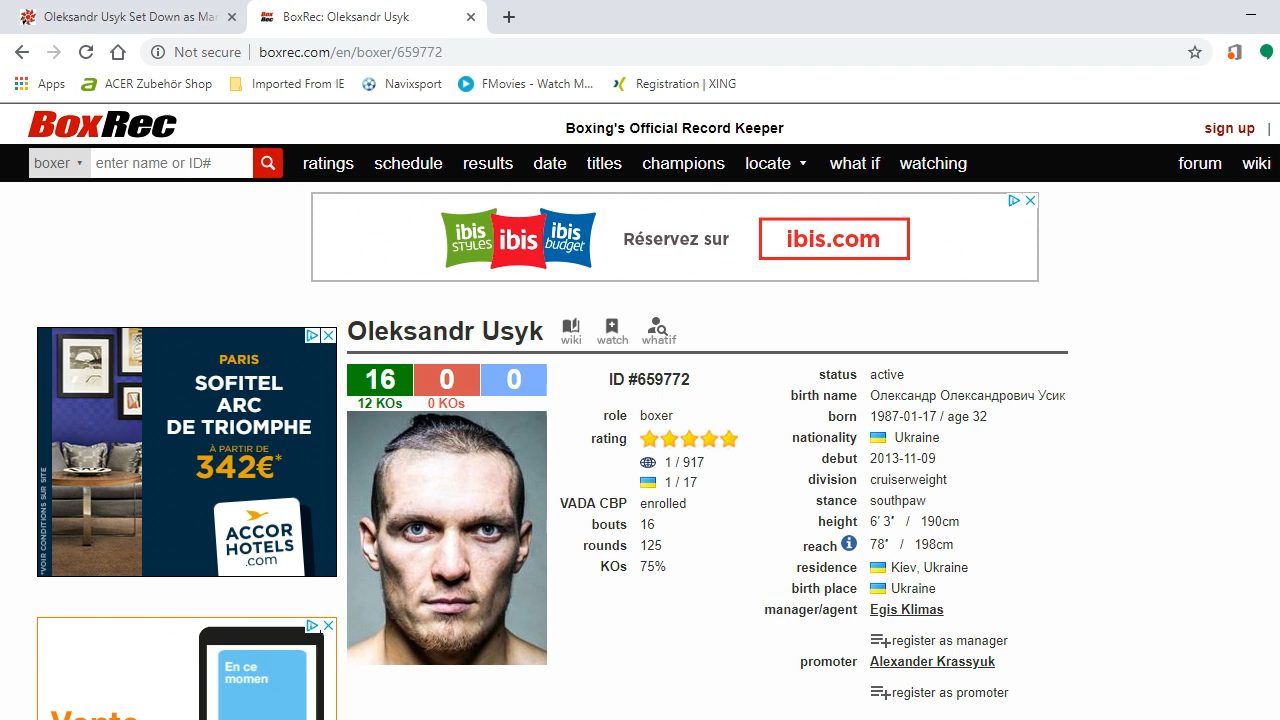 Oleksandr Usyk Set Down as Ma
BoxRec: Oleksandr Usyk
Not secure
boxrec.com/en/boxer/659772
Apps
ACER Zubehör Shop
Imported From IE
Navixsport
FMovies - Watch M...
Registration | XING
BoxRec
Boxing's Official Record Keeper
sign up |
boxer
enter name or ID#
ratings
schedule
results
date
titles
champions
locate
what if
watching
forum
wiki
ibis STYLES
ibis
ibis budget
Réservez sur
ibis.com
PARIS
SOFITEL
ARC
DE TRIOMPHE
À PARTIR DE
342€*
*VOIR CONDITIONS SUR SITE
ACCOR
HOTELS
.com
En ce
momen
Vente
Oleksandr Usyk
wiki
watch
whatif
16
0
0
12 KOs
0 KOs
ID #659772
role boxer
rating
1 / 917
1 / 17
VADA CBP enrolled
bouts 16
rounds 125
KOs 75%
status active
birth name Олександр Олександрович Усик
born 1987-01-17 / age 32
nationality Ukraine
debut 2013-11-09
division cruiserweight
stance southpaw
height 6′ 3″ / 190cm
reach 78″ / 198cm
residence Kiev, Ukraine
birth place Ukraine
manager/agent Egis Klimas
register as manager
promoter Alexander Krassyuk
register as promoter